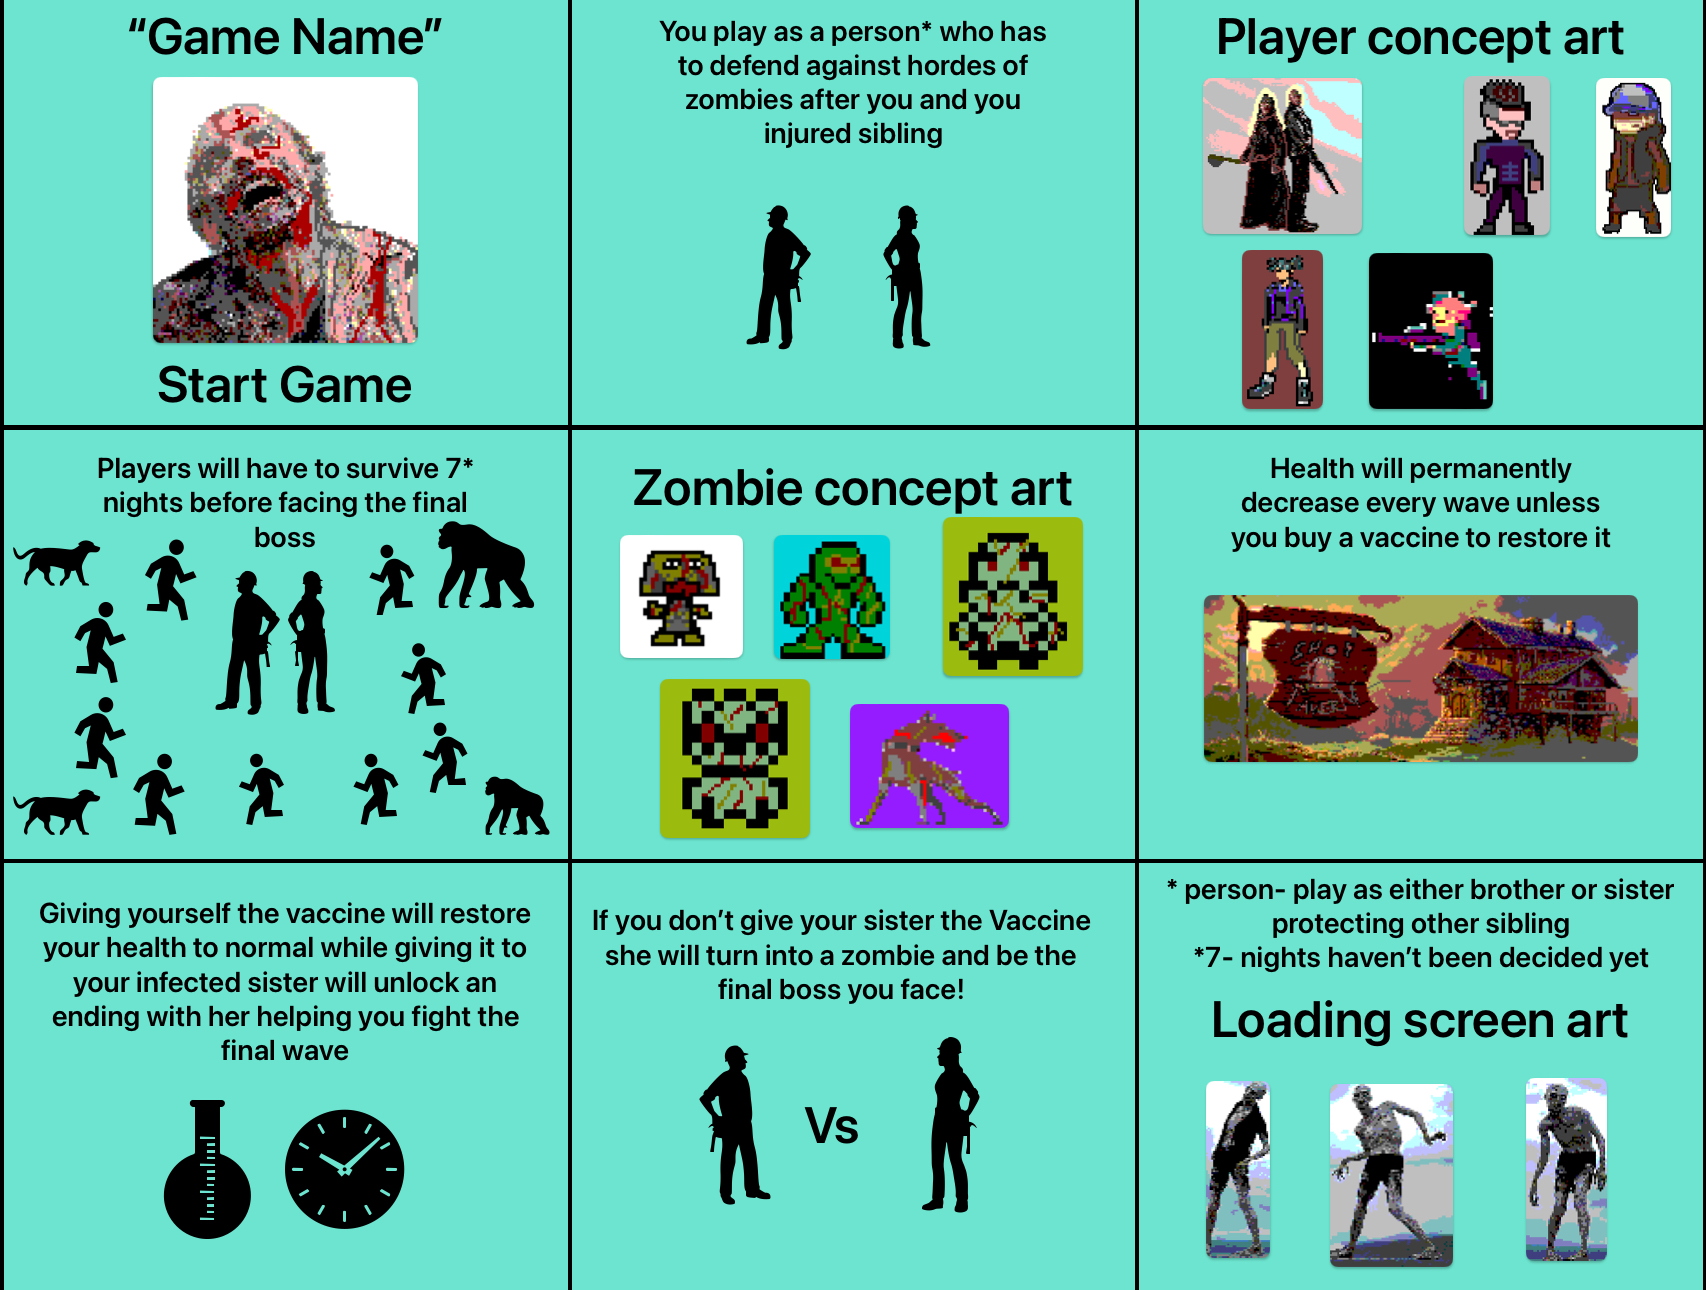 “Game Name”
Start Game
You play as a person* who has
to defend against hordes of
zombies after you and you
injured sibling
Player concept art
Players will have to survive 7*
nights before facing the final
boss
Zombie concept art
Health will permanently
decrease every wave unless
you buy a vaccine to restore it
SHOP
Giving yourself the vaccine will restore
your health to normal while giving it to
your infected sister will unlock an
ending with her helping you fight the
final wave
If you don’t give your sister the Vaccine
she will turn into a zombie and be the
final boss you face!
Vs
* person- play as either brother or sister
protecting other sibling
*7- nights haven’t been decided yet
Loading screen art